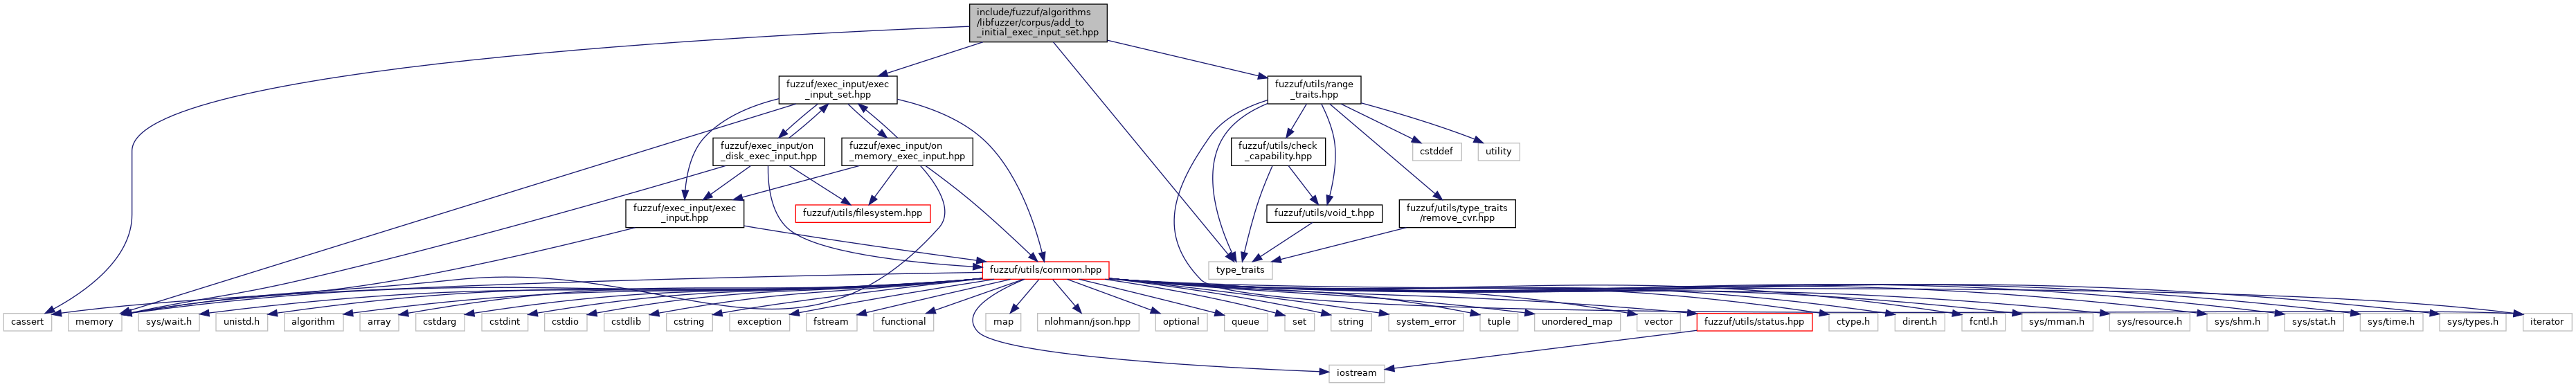 include/fuzzuf/algorithms
/libfuzzer/corpus/add_to
_initial_exec_input_set.hpp
fuzzuf/exec_input/exec
_input_set.hpp
fuzzuf/utils/range
_traits.hpp
fuzzuf/exec_input/on
_disk_exec_input.hpp
fuzzuf/exec_input/on
_memory_exec_input.hpp
fuzzuf/utils/check
_capability.hpp
cstddef
utility
fuzzuf/exec_input/exec
_input.hpp
fuzzuf/utils/filesystem.hpp
fuzzuf/utils/void_t.hpp
fuzzuf/utils/type_traits
/remove_cvr.hpp
fuzzuf/utils/common.hpp
type_traits
cassert
memory
sys/wait.h
unistd.h
algorithm
array
cstdarg
cstdint
cstdio
cstdlib
cstring
exception
fstream
functional
map
nlohmann/json.hpp
optional
queue
set
string
system_error
tuple
unordered_map
vector
fuzzuf/utils/status.hpp
ctype.h
dirent.h
fcntl.h
sys/mman.h
sys/resource.h
sys/shm.h
sys/stat.h
sys/time.h
sys/types.h
iterator
iostream